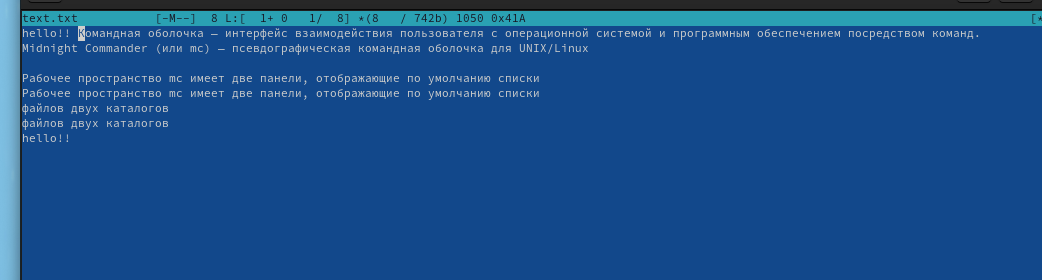 text.txt [-M--] 8 L:[ 1+ 0 1/ 8] *(8 / 742b) 1050 0x41A [*
hello!! Командная оболочка — интерфейс взаимодействия пользователя с операционной системой и программным обеспечением посредством команд.
Midnight Commander (или mc) — псевдографическая командная оболочка для UNIX/Linux
Рабочее пространство mc имеет две панели, отображающие по умолчанию списки
Рабочее пространство mc имеет две панели, отображающие по умолчанию списки
файлов двух каталогов
файлов двух каталогов
hello!!